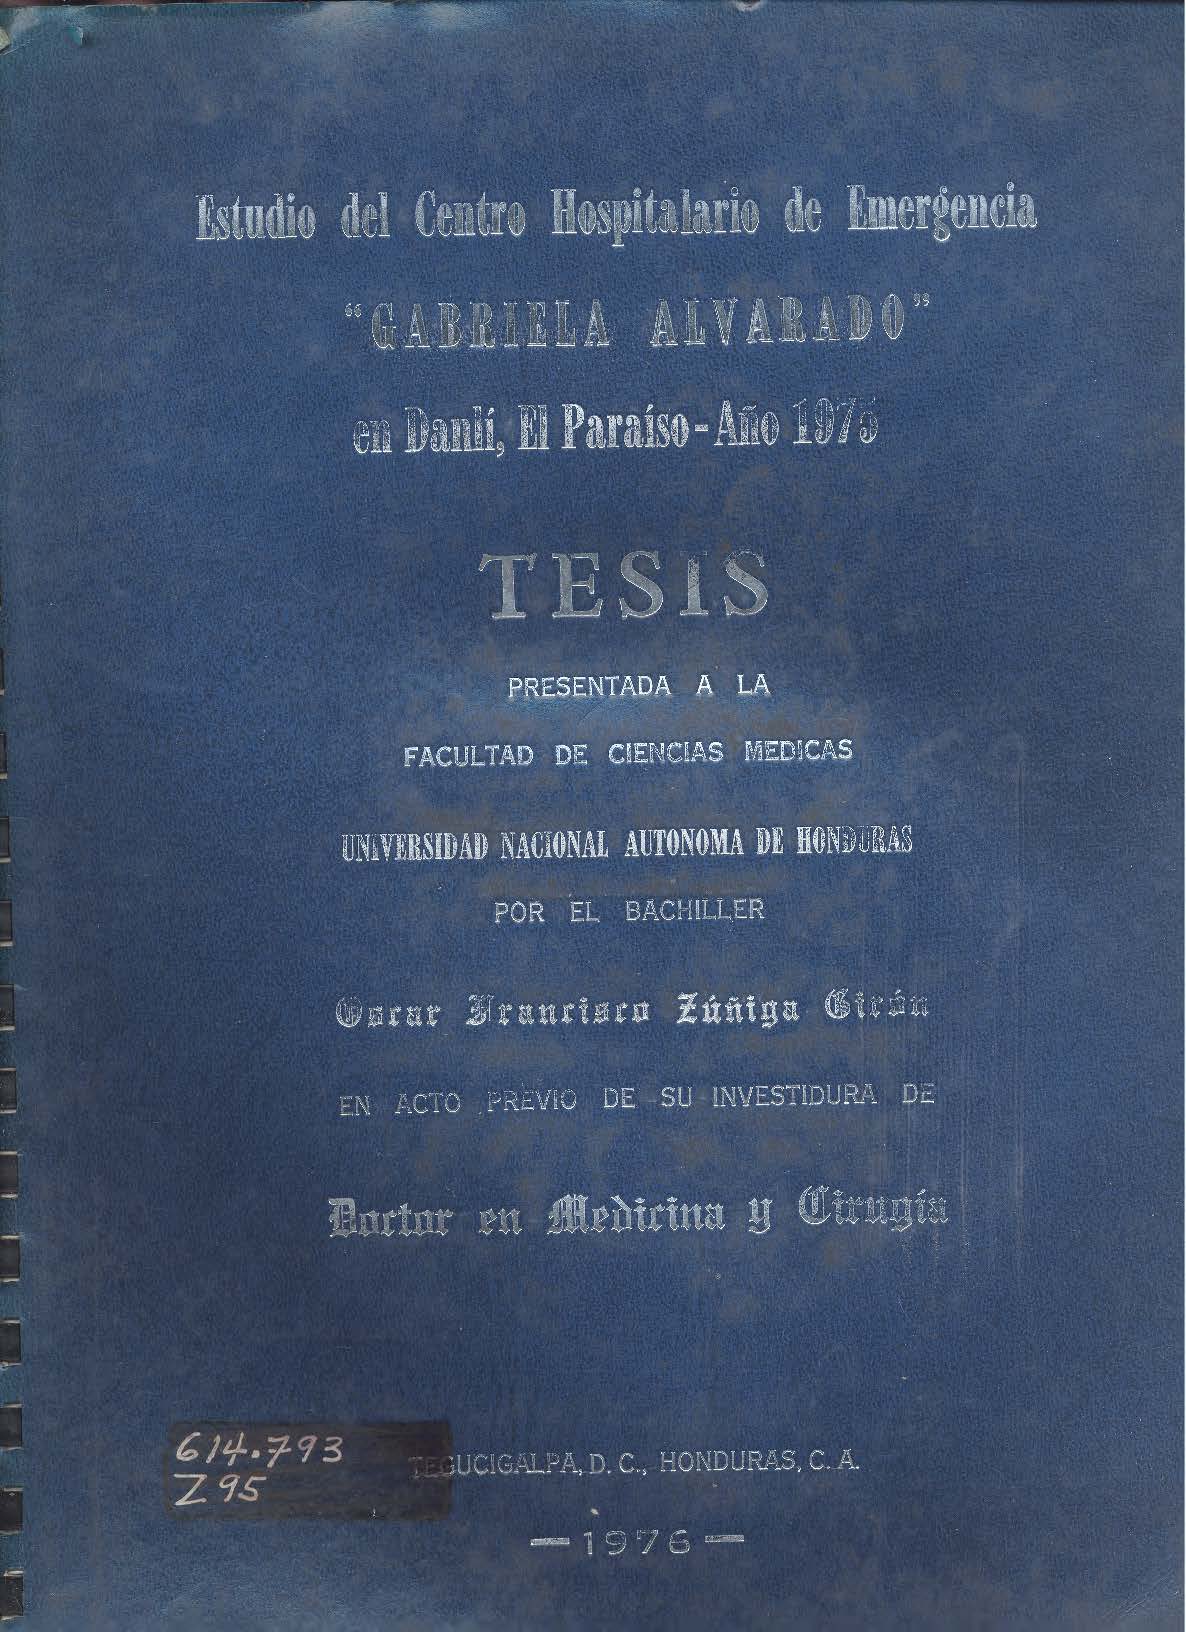 Estudio del Centro Hospitalario de Emergencia
“GABRIELA ALVARADO”
en Danlí, El Paraíso-Año 1975
TESIS
PRESENTADA A LA
FACULTAD DE CIENCIAS MEDICAS
UNIVERSIDAD NACIONAL AUTONOMA DE HONDURAS
POR EL BACHILLER
Oscar Francisco Zúñiga Girón
EN ACTO PREVIO DE SU INVESTIDURA DE
Doctor en Medicina y Cirugía
614.793
Z95
TEGUCIGALPA, D. C., HONDURAS, C. A.
—1976—